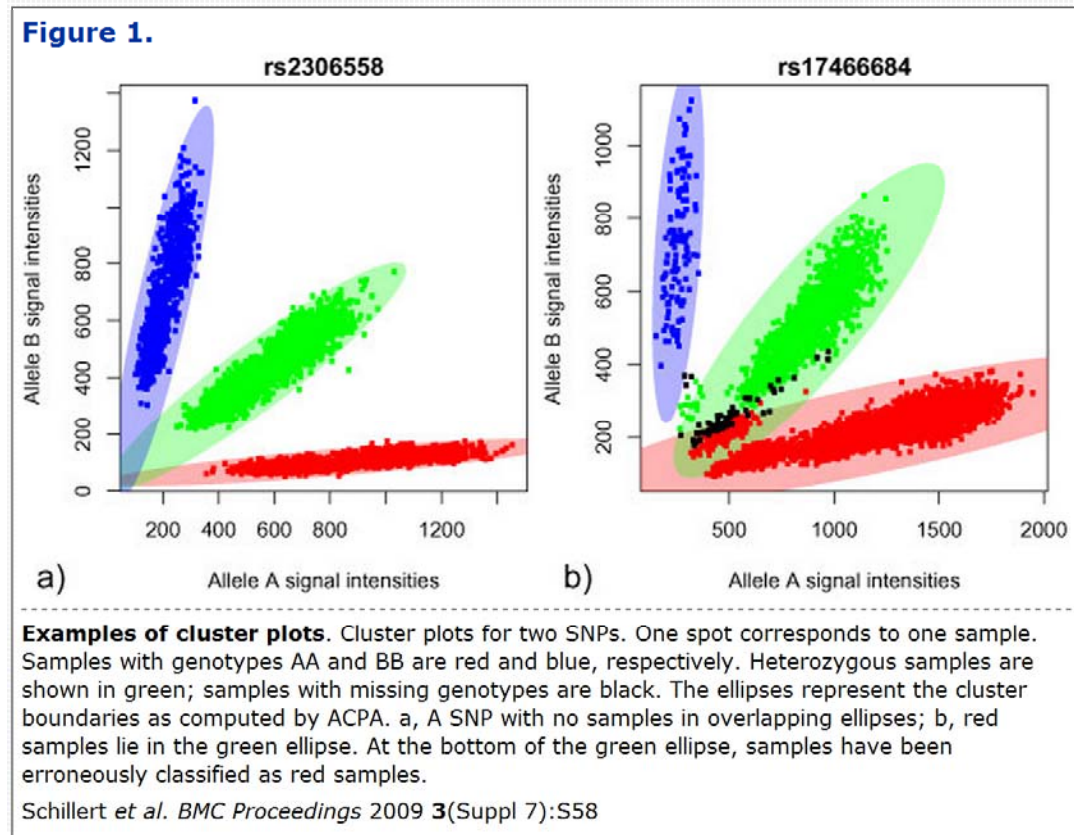 Figure 1.
rs2306558
Allele B signal intensities
0 200 400 600 800 1200
200 400 600 800 1200
a)
Allele A signal intensities
rs17466684
Allele B signal intensities
200 400 600 800 1000
500 1000 1500 2000
b)
Allele A signal intensities
Examples of cluster plots. Cluster plots for two SNPs. One spot corresponds to one sample.
Samples with genotypes AA and BB are red and blue, respectively. Heterozygous samples are
shown in green; samples with missing genotypes are black. The ellipses represent the cluster
boundaries as computed by ACPA. a, A SNP with no samples in overlapping ellipses; b, red
samples lie in the green ellipse. At the bottom of the green ellipse, samples have been
erroneously classified as red samples.
Schillert et al. BMC Proceedings 2009 3(Suppl 7):S58